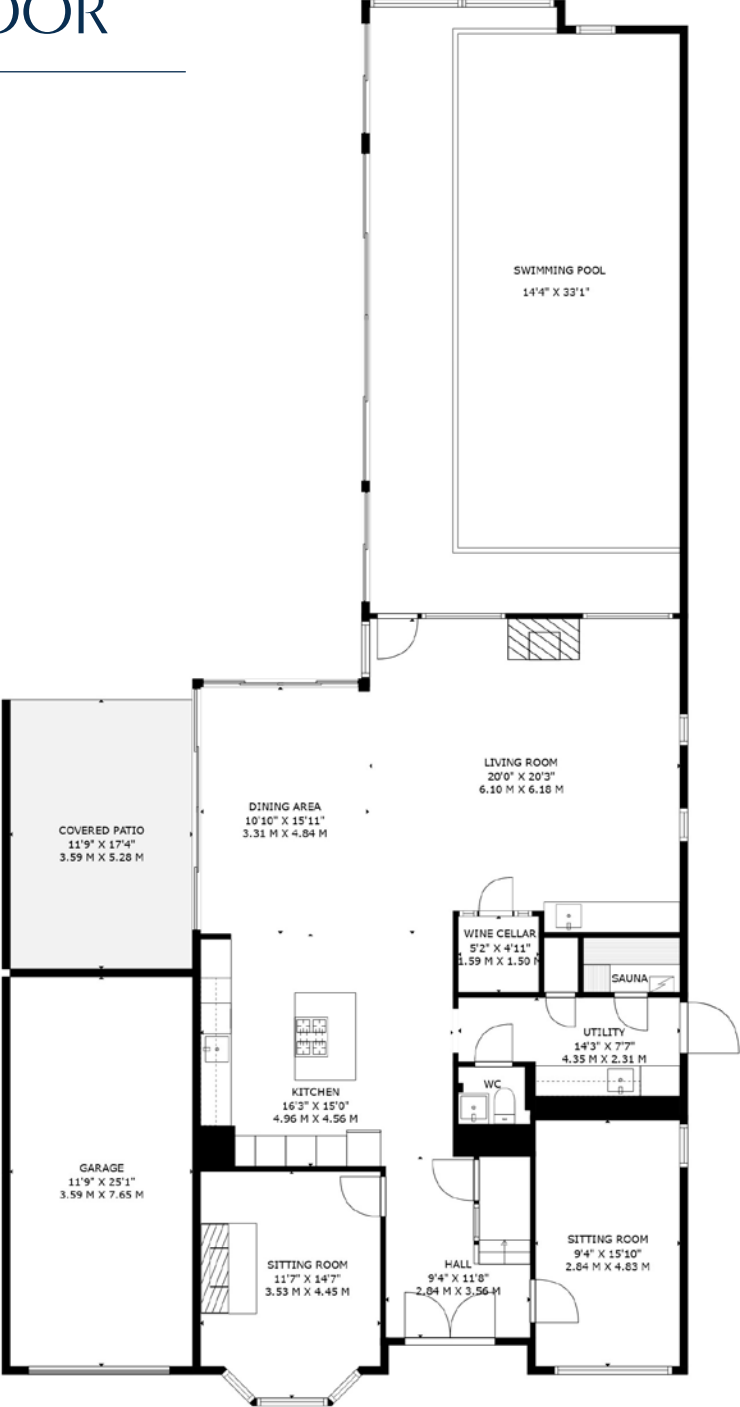 SWIMMING POOL
14'4" X 33'1"
LIVING ROOM
20'0" X 20'3"
6.10 M X 6.18 M
DINING AREA
10'10" X 15'11"
3.31 M X 4.84 M
COVERED PATIO
11'9" X 17'4"
3.59 M X 5.28 M
WINE CELLAR
5'2" X 4'11"
1.59 M X 1.50 M
SAUNA
UTILITY
14'3" X 7'7"
4.35 M X 2.31 M
WC
KITCHEN
16'3" X 15'0"
4.96 M X 4.56 M
GARAGE
11'9" X 25'1"
3.59 M X 7.65 M
SITTING ROOM
9'4" X 15'10"
2.84 M X 4.83 M
SITTING ROOM
11'7" X 14'7"
3.53 M X 4.45 M
HALL
9'4" X 11'8"
2.84 M X 3.56 M